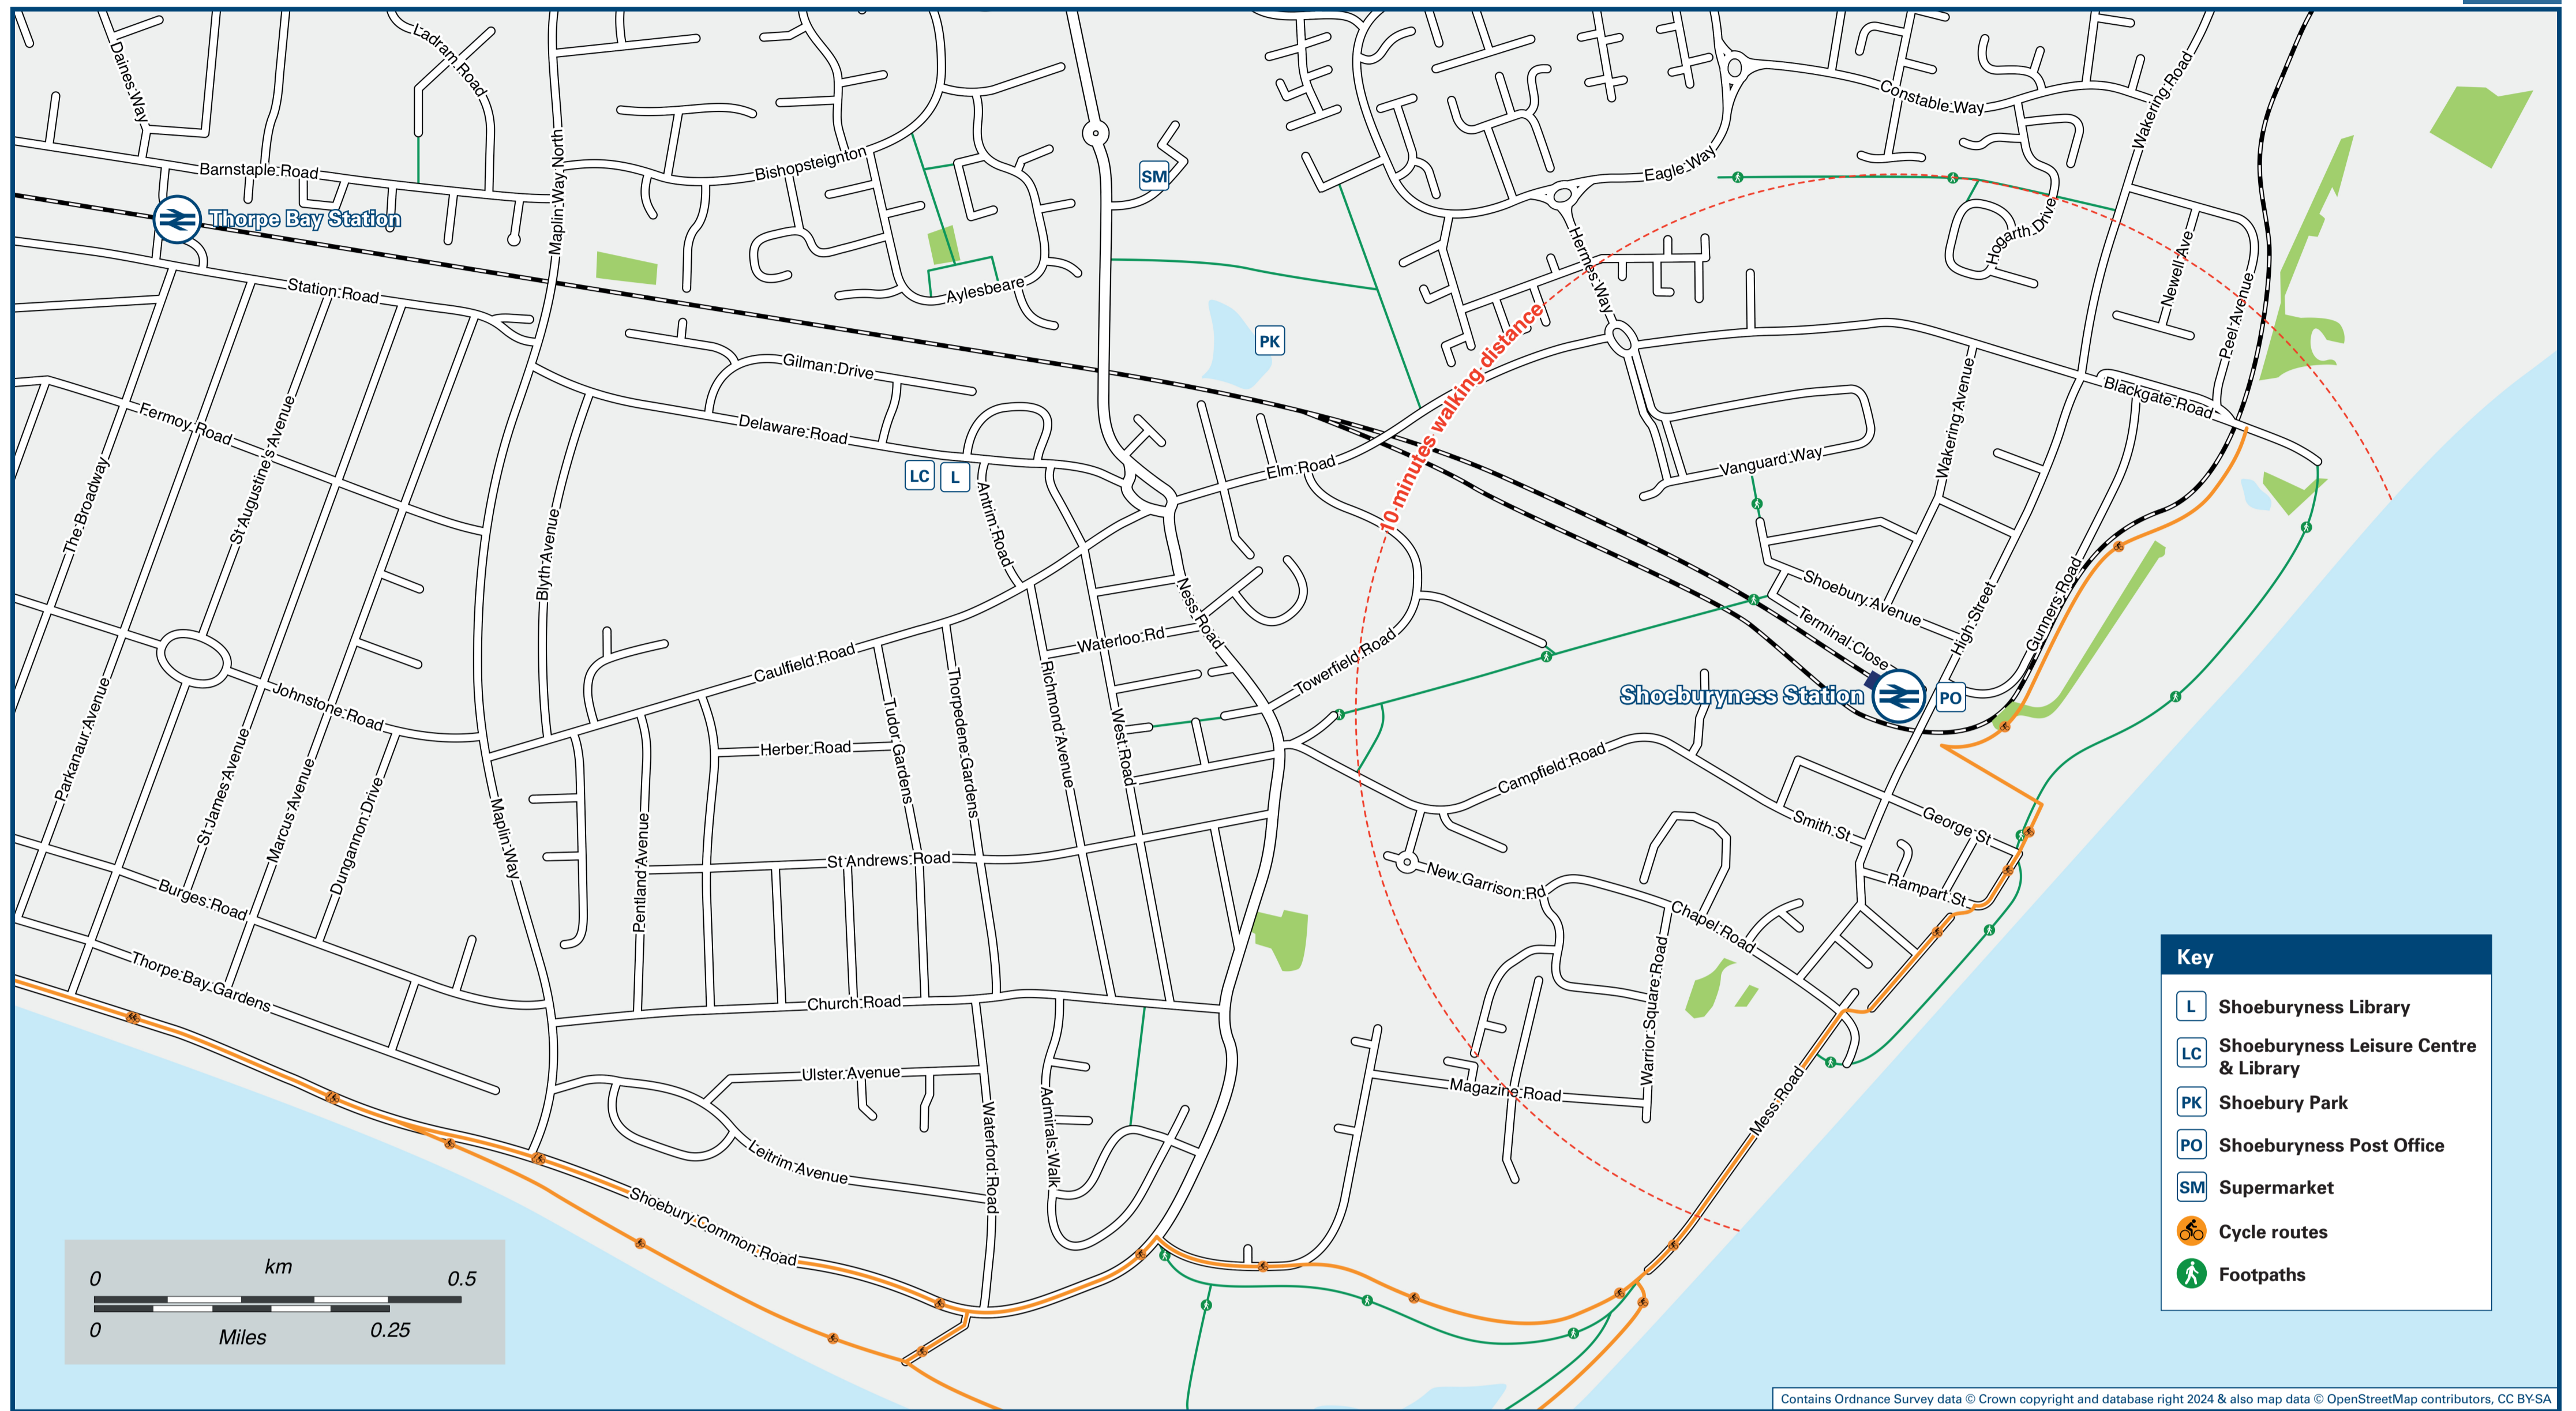 Daines Way
Ladram Road
Barnstaple Road
Maplin Way North
Bishopsteignton
SM
Constable Way
Wakering Road
Eagle Way
Thorpe Bay Station
Station Road
Aylesbeare
Hermes Way
Hogarth Drive
Newell Ave
Peel Avenue
PK
10 minutes walking distance
Gilman Drive
Delaware Road
Fermoy Road
St Augustine's Avenue
The Broadway
LC
L
Antrim Road
Elm Road
Vanguard Way
Wakering Avenue
Blackgate Road
Blyth Avenue
Ness Road
Waterloo Rd
Caulfield Road
Towerfield Road
Shoebury Avenue
Terminal Close
High Street
Gunners Road
Shoeburyness Station
PO
Johnstone Road
Parkanaur Avenue
St James Avenue
Marcus Avenue
Dungannon Drive
Herber Road
Tudor Gardens
Thorpedene Gardens
Richmond Avenue
West Road
Campfield Road
Maplin Way
Pentland Avenue
St Andrews Road
Smith St
George St
Rampart St
New Garrison Rd
Chapel Road
Warrior Square Road
Burges Road
Thorpe Bay Gardens
Church Road
Ulster Avenue
Admirals Walk
Waterford Road
Leitrim Avenue
Magazine Road
Mess Road
Shoebury Common Road
km
0
0.5
0
Miles
0.25
Key
L Shoeburyness Library
LC Shoeburyness Leisure Centre
& Library
PK Shoebury Park
PO Shoeburyness Post Office
SM Supermarket
Cycle routes
Footpaths
Contains Ordnance Survey data © Crown copyright and database right 2024 & also map data © OpenStreetMap contributors, CC BY-SA